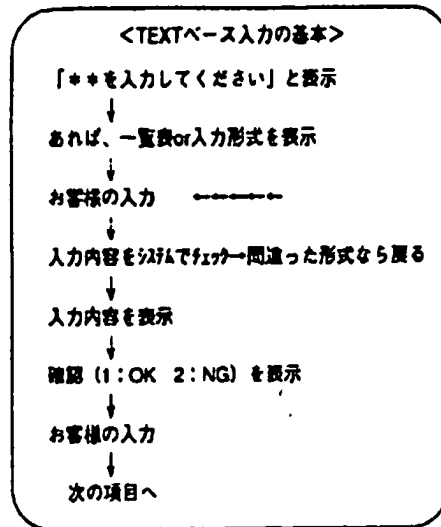 <TEXTベース入力の基本>
「**を入力してください」と表示
↓
あれば、一覧表or入力形式を表示
↓
お客様の入力 ←←←←←
↓
入力内容をシステムでチェック→間違った形式なら戻る
↓
入力内容を表示
↓
確認(1:OK 2:NG)を表示
↓
お客様の入力
↓
次の項目へ